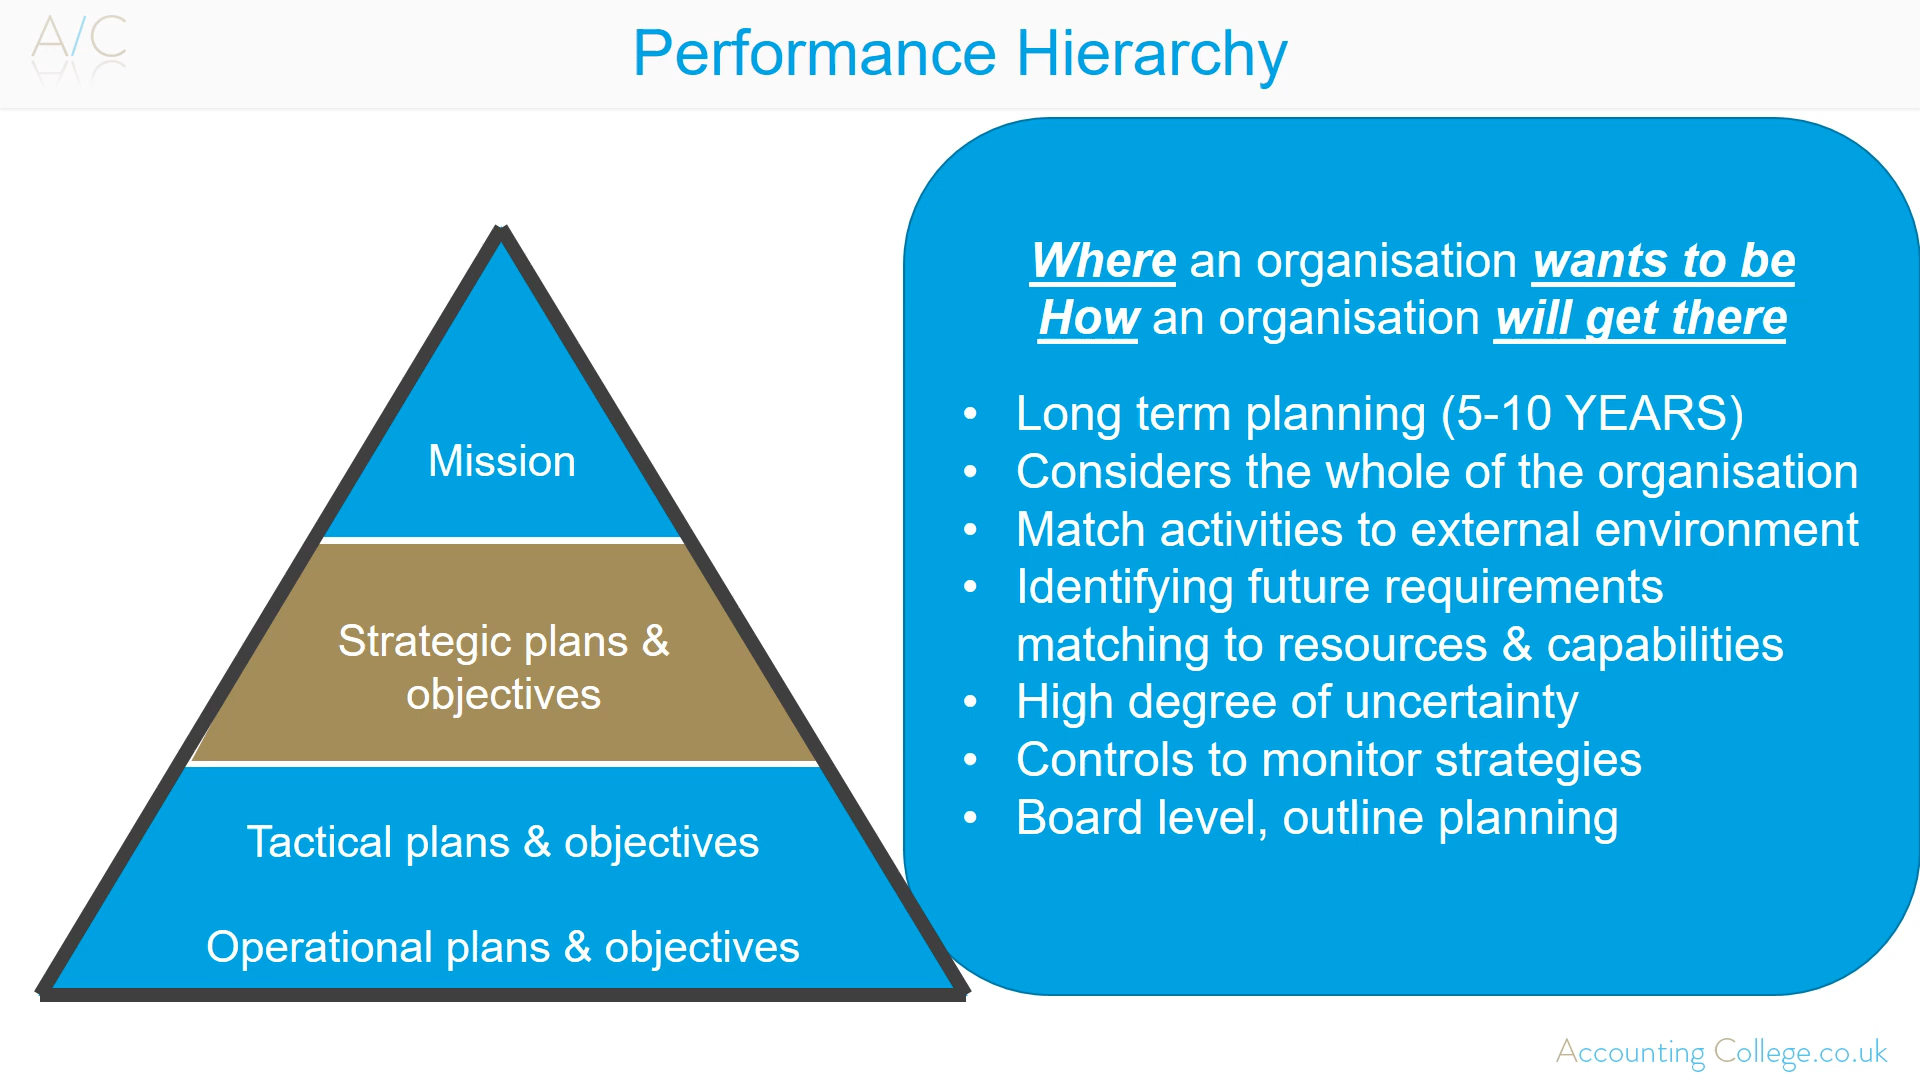 A/C
Performance Hierarchy
Mission
Strategic plans &
objectives
Tactical plans & objectives
Operational plans & objectives
Where an organisation wants to be
How an organisation will get there
• Long term planning (5-10 YEARS)
• Considers the whole of the organisation
• Match activities to external environment
• Identifying future requirements
matching to resources & capabilities
• High degree of uncertainty
• Controls to monitor strategies
• Board level, outline planning
Accounting College.co.uk